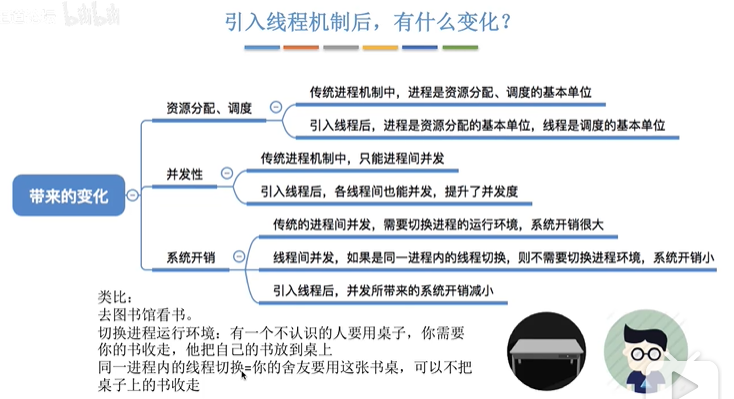 引入线程机制后，有什么变化？
带来的变化
资源分配、调度
传统进程机制中，进程是资源分配、调度的基本单位
引入线程后，进程是资源分配的基本单位，线程是调度的基本单位
并发性
传统进程机制中，只能进程间并发
引入线程后，各线程间也能并发，提升了并发度
系统开销
传统的进程间并发，需要切换进程的运行环境，系统开销很大
线程间并发，如果是同一进程内的线程切换，则不需要切换进程环境，系统开销小
引入线程后，并发所带来的系统开销减小
类比：
去图书馆看书。
切换进程运行环境：有一个不认识的人要用桌子，你需要
你的书收走，他把自己的书放到桌上
同一进程内的线程切换=你的舍友要用这张书桌，可以不把
桌子上的书收走